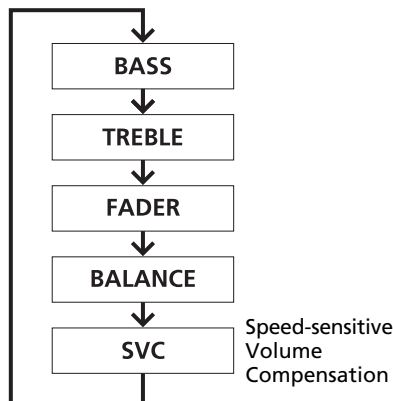 BASS
TREBLE
FADER
BALANCE
SVC
Speed-sensitive
Volume
Compensation